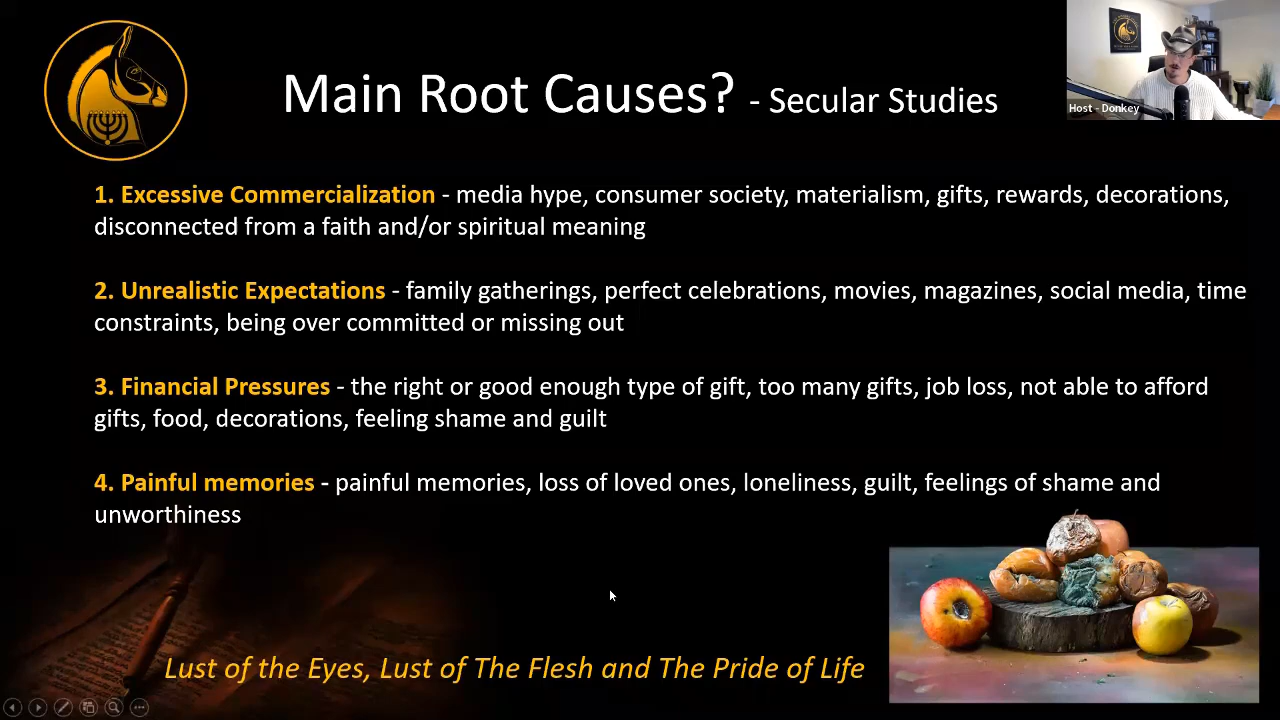 Main Root Causes? - Secular Studies
Host - Donkey
1. Excessive Commercialization - media hype, consumer society, materialism, gifts, rewards, decorations,
disconnected from a faith and/or spiritual meaning
2. Unrealistic Expectations - family gatherings, perfect celebrations, movies, magazines, social media, time
constraints, being over committed or missing out
3. Financial Pressures - the right or good enough type of gift, too many gifts, job loss, not able to afford
gifts, food, decorations, feeling shame and guilt
4. Painful memories - painful memories, loss of loved ones, loneliness, guilt, feelings of shame and
unworthiness
Lust of the Eyes, Lust of The Flesh and The Pride of Life